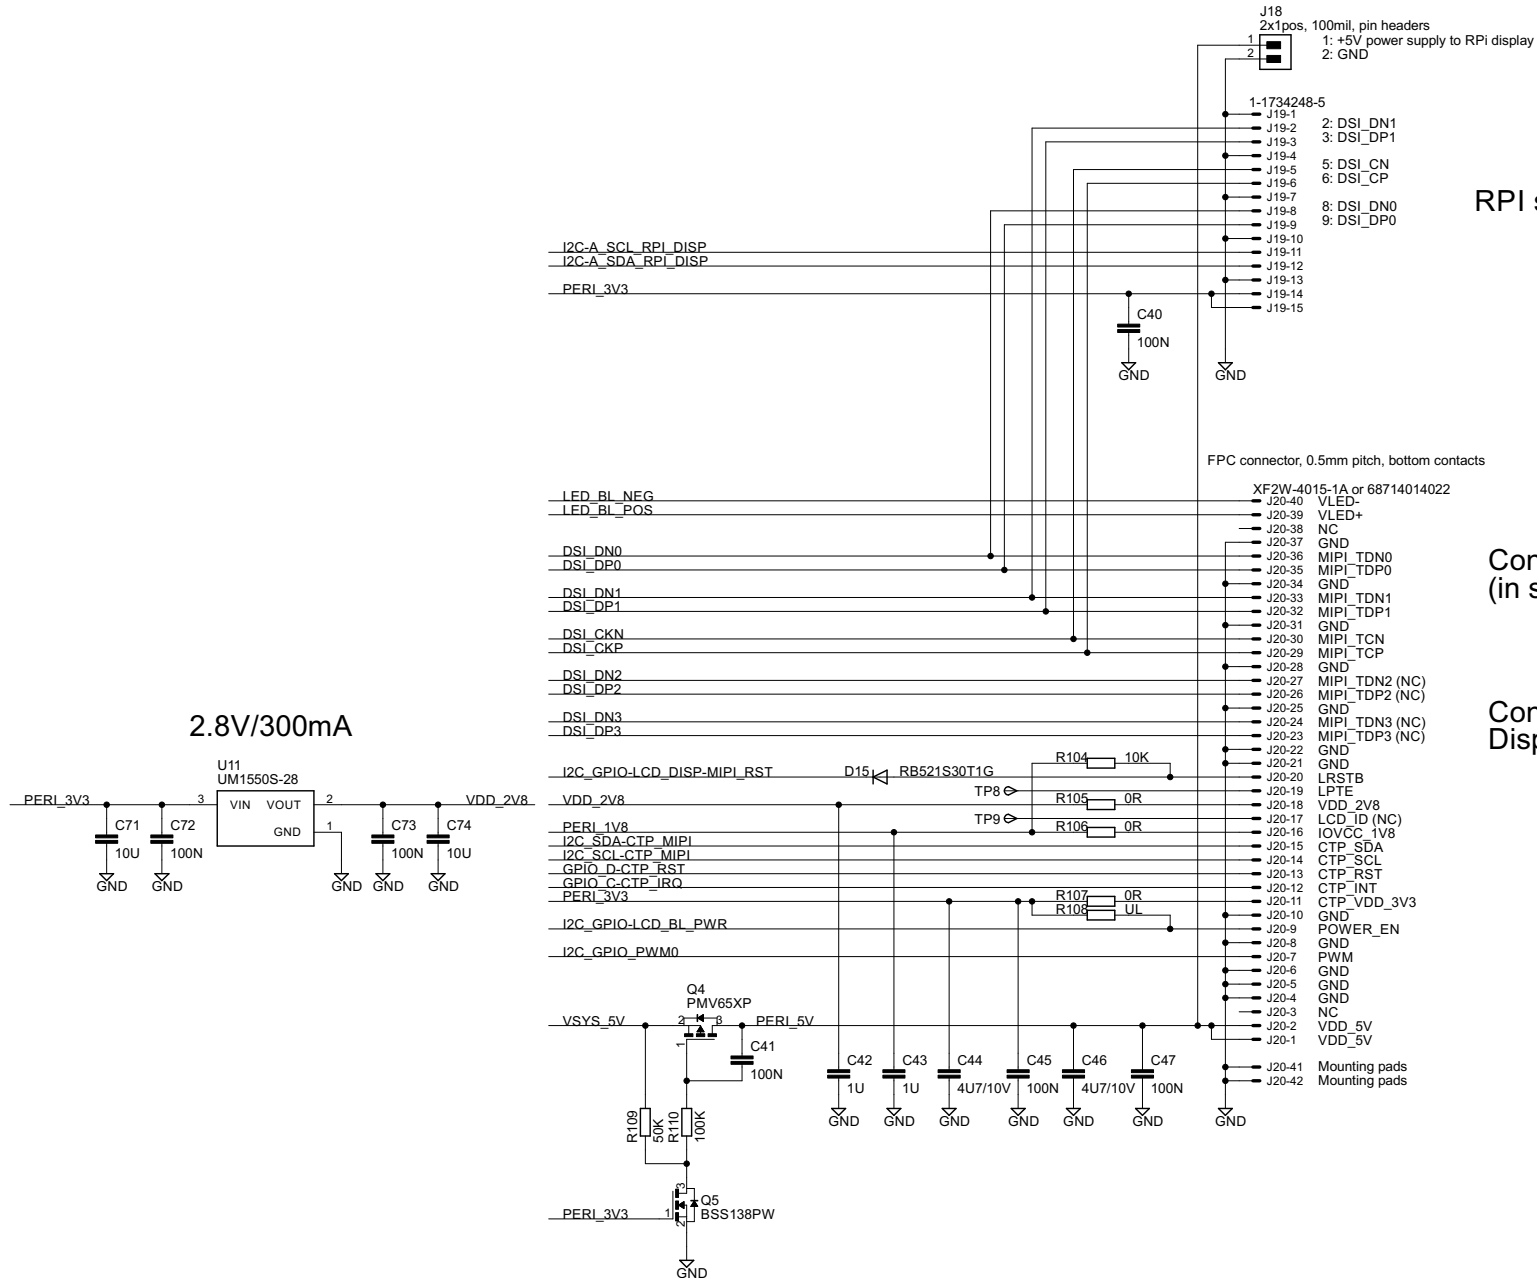 J18
2x1pos, 100mil, pin headers
1 1: +5V power supply to RPi display
2 2: GND
1-1734248-5
J19-1
J19-2 2: DSI_DN1
J19-3 3: DSI_DP1
J19-4
J19-5 5: DSI_CN
J19-6 6: DSI_CP
J19-7
RPI
J19-8 8: DSI_DN0
J19-9 9: DSI_DP0
J19-10
I2C-A_SCL_RPI_DISP J19-11
I2C-A_SDA_RPI_DISP J19-12
J19-13
PERI_3V3 J19-14
J19-15
C40
100N
GND GND
FPC connector, 0.5mm pitch, bottom contacts
XF2W-4015-1A or 68714014022
LED_BL_NEG J20-40 VLED-
LED_BL_POS J20-39 VLED+
J20-38 NC
J20-37 GND
DSI_DN0 J20-36 MIPI_TDN0
DSI_DP0 J20-35 MIPI_TDP0
Con
(in s
J20-34 GND
DSI_DN1 J20-33 MIPI_TDN1
DSI_DP1 J20-32 MIPI_TDP1
J20-31 GND
DSI_CKN J20-30 MIPI_TCN
DSI_CKP J20-29 MIPI_TCP
J20-28 GND
DSI_DN2 J20-27 MIPI_TDN2 (NC)
DSI_DP2 J20-26 MIPI_TDP2 (NC)
J20-25 GND
DSI_DN3 J20-24 MIPI_TDN3 (NC)
DSI_DP3 J20-23 MIPI_TDP3 (NC)
Con
Disp
J20-22 GND
J20-21 GND
R104 10K
I2C_GPIO-LCD_DISP-MIPI_RST D15 RB521S30T1G J20-20 LRSTB
TP8 J20-19 LPTE
VDD_2V8 R105 0R J20-18 VDD_2V8
TP9 J20-17 LCD_ID (NC)
PERI_1V8 R106 0R J20-16 IOVCC_1V8
I2C_SDA-CTP_MIPI J20-15 CTP_SDA
I2C_SCL-CTP_MIPI J20-14 CTP_SCL
GPIO_D-CTP_RST J20-13 CTP_RST
GPIO_C-CTP_IRQ J20-12 CTP_INT
PERI_3V3 R107 0R J20-11 CTP_VDD_3V3
R108 UL J20-10 GND
I2C_GPIO-LCD_BL_PWR J20-9 POWER_EN
J20-8 GND
I2C_GPIO_PWM0 J20-7 PWM
J20-6 GND
J20-5 GND
J20-4 GND
J20-3 NC
J20-2 VDD_5V
J20-1 VDD_5V
J20-41 Mounting pads
J20-42 Mounting pads
2.8V/300mA
U11
UM1550S-28
PERI_3V3 3 VIN VOUT 2 VDD_2V8
GND 1
C71 C72 C73 C74
10U 100N 100N 10U
GND GND GND GND GND
Q4
PMV65XP
VSYS_5V 2 3 PERI_5V
1
C41
100N
C42 C43 C44 C45 C46 C47
1U 1U 4U7/10V 100N 4U7/10V 100N
GND GND GND GND GND GND GND
R109 50K R110 100K
3
Q5
BSS138PW
PERI_3V3 1
2
GND